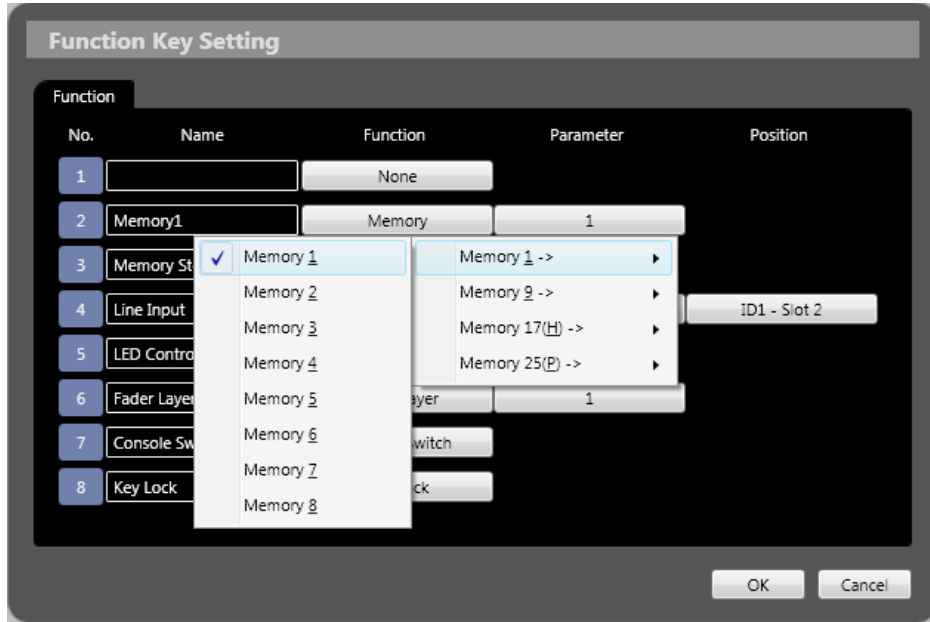 Function Key Setting
Function
No. Name Function Parameter Position
1 None
2 Memory1 Memory 1
3 Memory St
4 Line Input ID1 - Slot 2
5 LED Contro
6 Fader Layer ayer 1
7 Console Sw witch
8 Key Lock ck
Memory 1
Memory 2
Memory 3
Memory 4
Memory 5
Memory 6
Memory 7
Memory 8
Memory 1 ->
Memory 9 ->
Memory 17(H) ->
Memory 25(P) ->
OK Cancel